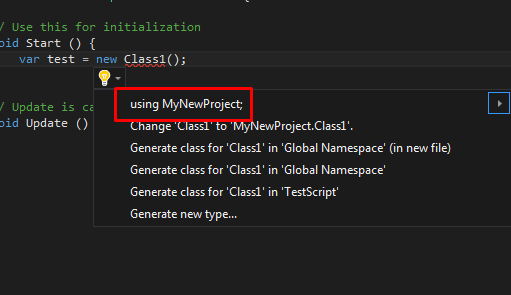 / Use this for initialization
oid Start () {
var test = new Class1();
using MyNewProject;
/ Update is ca
Change 'Class1' to 'MyNewProject.Class1'.
oid Update ()
Generate class for 'Class1' in 'Global Namespace' (in new file)
Generate class for 'Class1' in 'Global Namespace'
Generate class for 'Class1' in 'TestScript'
Generate new type...